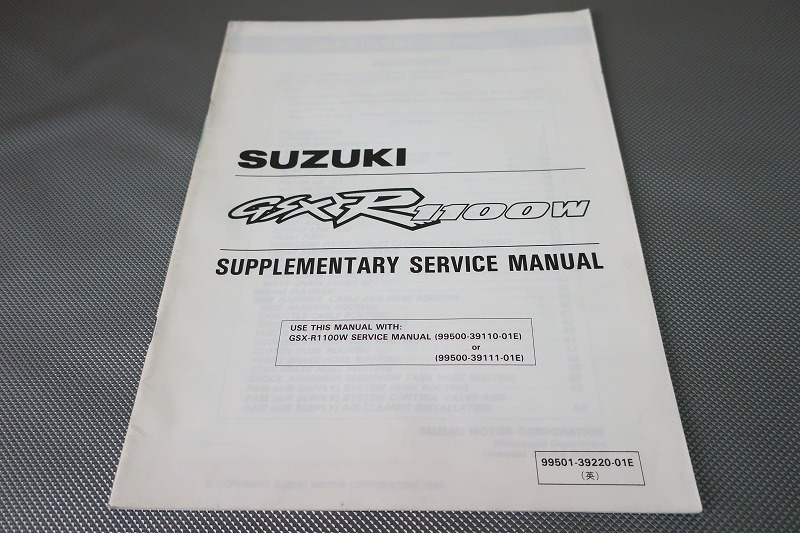 SUZUKI
GSX-R1100W
SUPPLEMENTARY SERVICE MANUAL
USE THIS MANUAL WITH:
GSX-R1100W SERVICE MANUAL (99500-39110-01E)
or
(99500-39111-01E)
99501-39220-01E
(英)